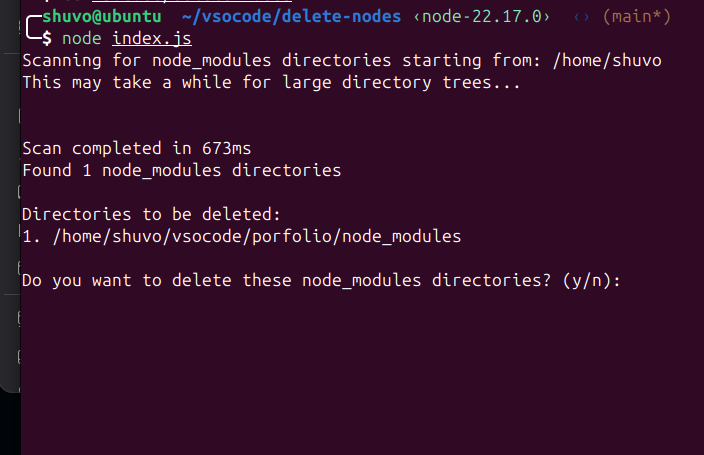 shuvo@ubuntu ~/vsocode/delete-nodes ‹node-22.17.0› ‹› (main*)
$ node index.js
Scanning for node_modules directories starting from: /home/shuvo
This may take a while for large directory trees...
Scan completed in 673ms
Found 1 node_modules directories
Directories to be deleted:
1. /home/shuvo/vsocode/porfolio/node_modules
Do you want to delete these node_modules directories? (y/n):